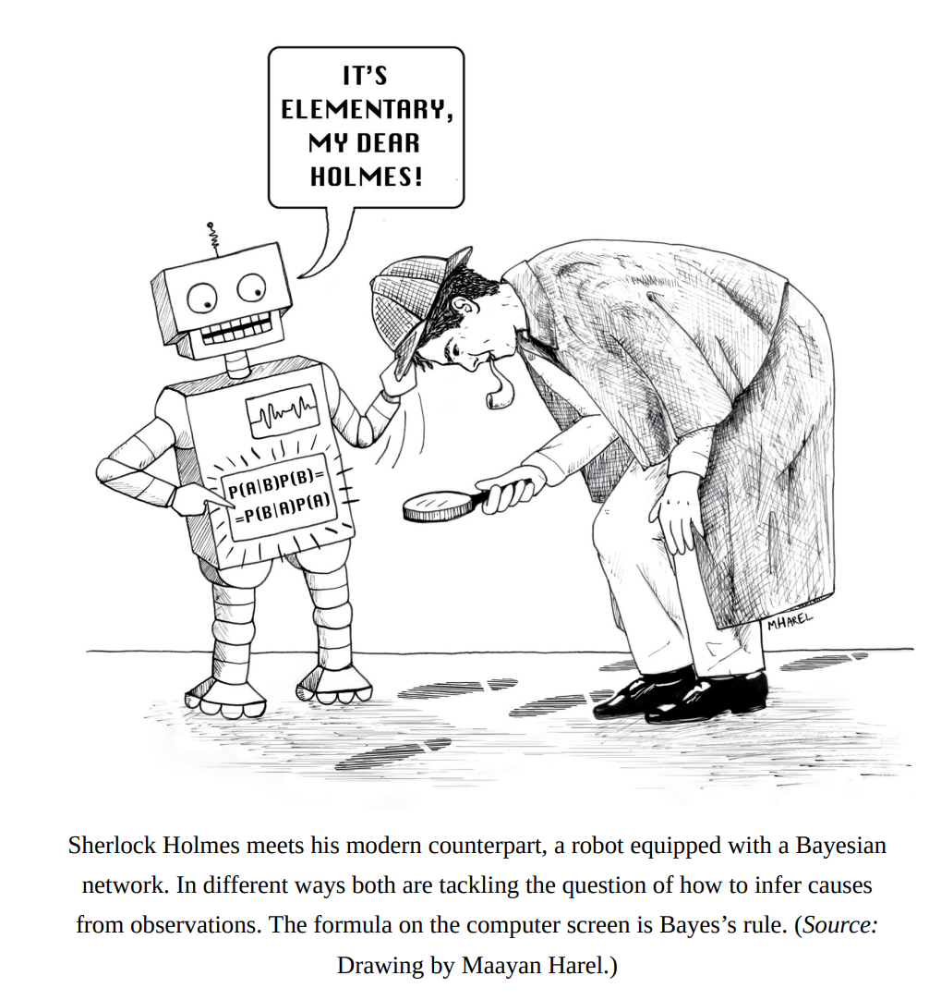 IT'S
ELEMENTARY,
MY DEAR
HOLMES!
P(A|B)P(B)=
=P(B|A)P(A)
M.HAREL
Sherlock Holmes meets his modern counterpart, a robot equipped with a Bayesian
network. In different ways both are tackling the question of how to infer causes
from observations. The formula on the computer screen is Bayes’s rule. (Source:
Drawing by Maayan Harel.)